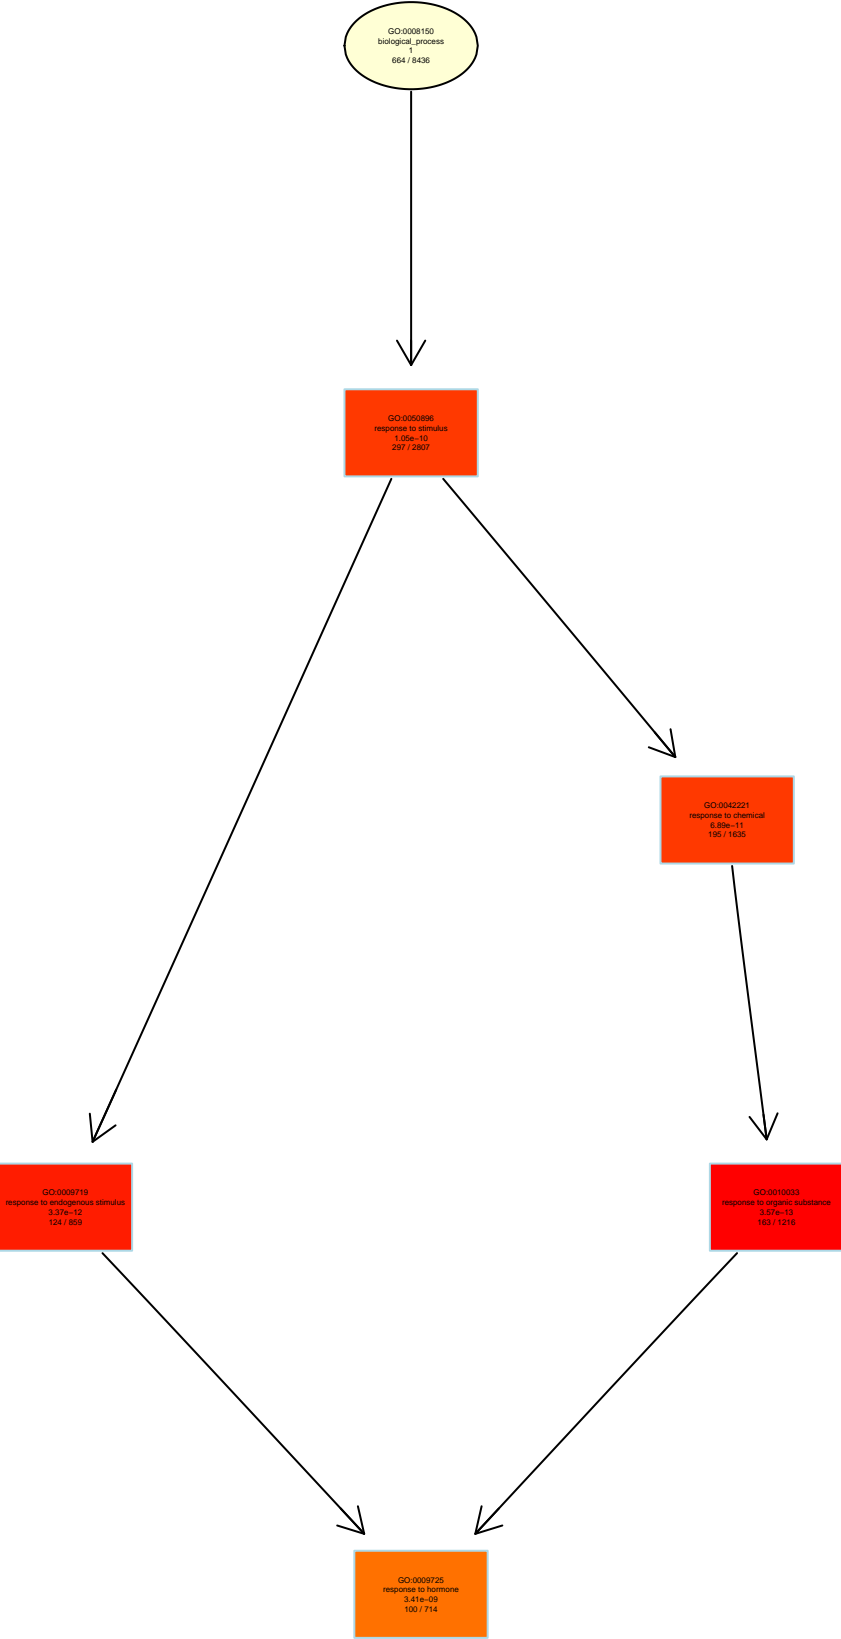 GO:0008150
biological_process
1
664 / 8436
GO:0050896
response to stimulus
1.05e−10
297 / 2807
GO:0042221
response to chemical
6.89e−11
195 / 1635
GO:0009719
response to endogenous stimulus
3.37e−12
124 / 859
GO:0010033
response to organic substance
3.57e−13
163 / 1216
GO:0009725
response to hormone
3.41e−09
100 / 714